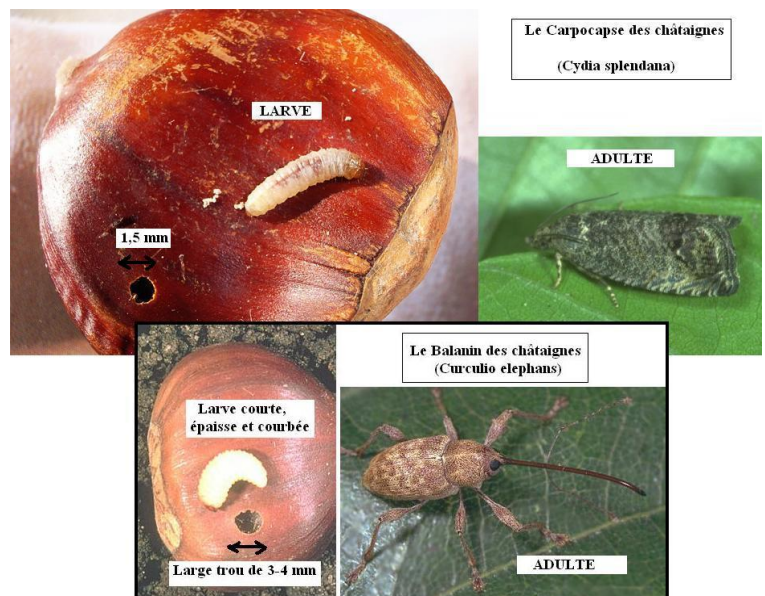 Le Carpocapse des châtaignes
(Cydia splendana)
LARVE
ADULTE
1,5 mm
Le Balanin des châtaignes
(Curculio elephans)
Larve courte,
épaisse et courbée
Large trou de 3-4 mm
ADULTE